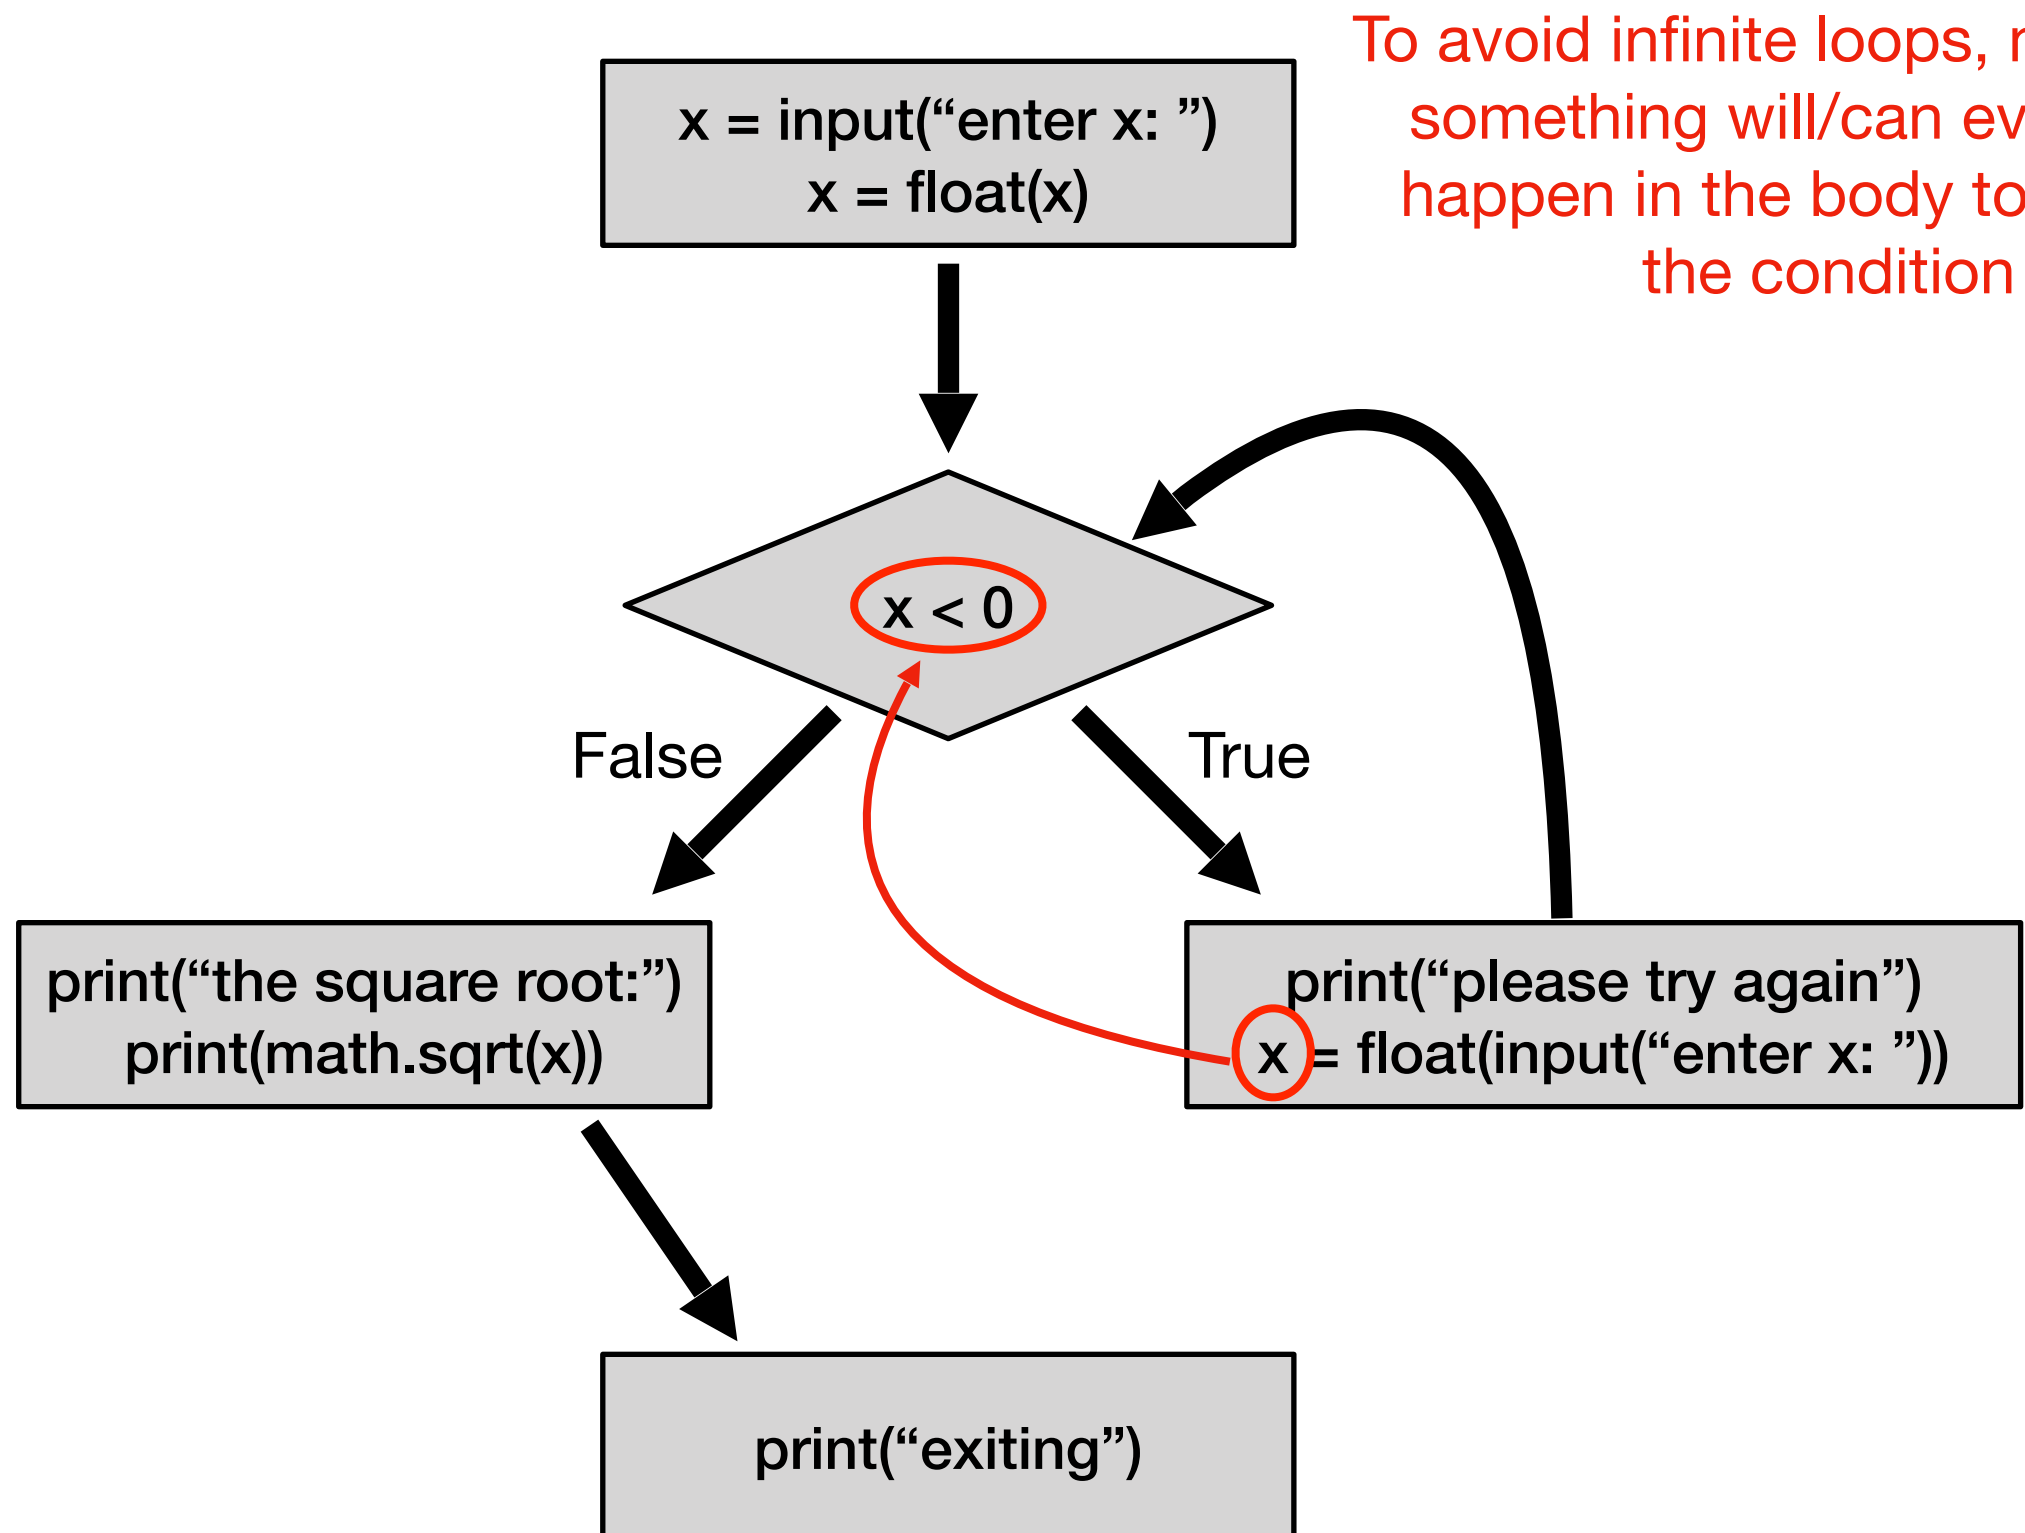 To avoid infinite loops,
something will/can
happen in the body to
the condition
x = input(“enter x: ”)
x = float(x)
x < 0
False
True
print(“the square root:”)
print(math.sqrt(x))
print(“please try again”)
x = float(input(“enter x: ”))
print(“exiting”)